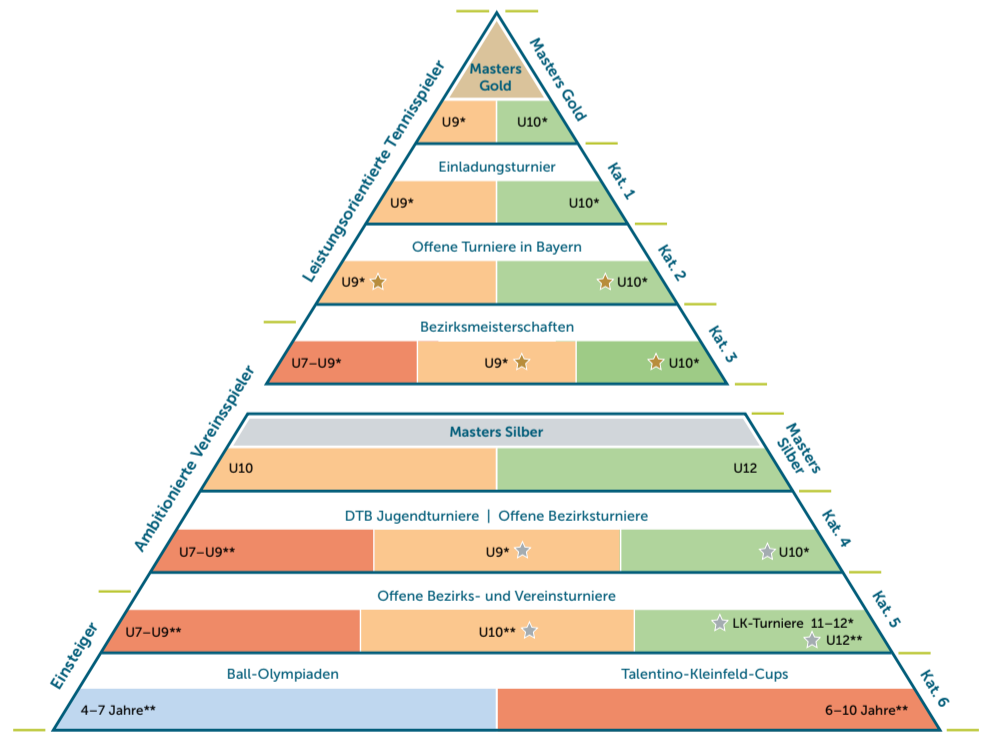 Masters
Gold
U9* U10*
Einladungsturnier
U9* U10*
Offene Turniere in Bayern
U9* U10*
Bezirksmeisterschaften
U7–U9* U9* U10*
Masters Silber
U10 U12
DTB Jugendturniere | Offene Bezirksturniere
U7–U9** U9* U10*
Offene Bezirks- und Vereinsturniere
U7–U9** U10** LK-Turniere 11–12*
U12**
Ball-Olympiaden Talentino-Kleinfeld-Cups
4–7 Jahre** 6–10 Jahre**
Leistungsorientierte Tennisspieler
Ambitionierte Vereinsspieler
Einsteiger
Masters Gold
Kat. 1
Kat. 2
Kat. 3
Masters
Silber
Kat. 4
Kat. 5
Kat. 6